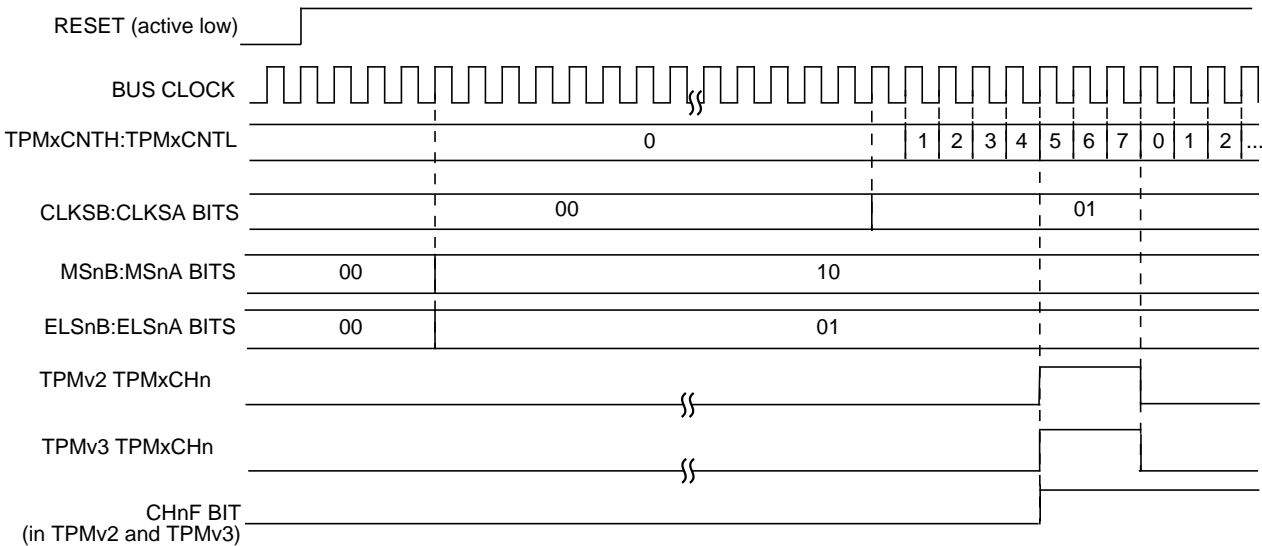 RESET (active low)
BUS CLOCK
TPMxCNTH:TPMxCNTL 0 1 2 3 4 5 6 7 0 1 2 ...
CLKSB:CLKSA BITS 00 01
MSnB:MSnA BITS 00 10
ELSnB:ELSnA BITS 00 01
TPMv2 TPMxCHn
TPMv3 TPMxCHn
CHnF BIT
(in TPMv2 and TPMv3)